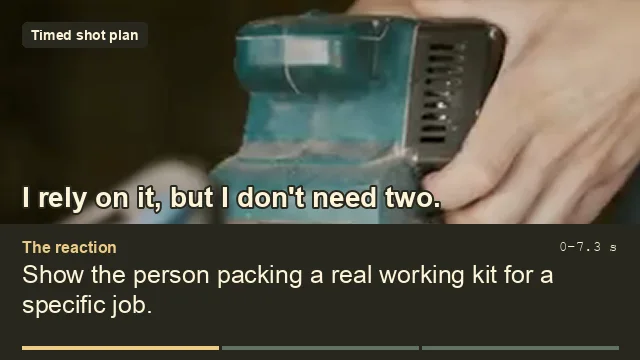 Timed shot plan
I rely on it, but I don't need two.
The reaction
0–7.3 s
Show the person packing a real working kit for a
specific job.